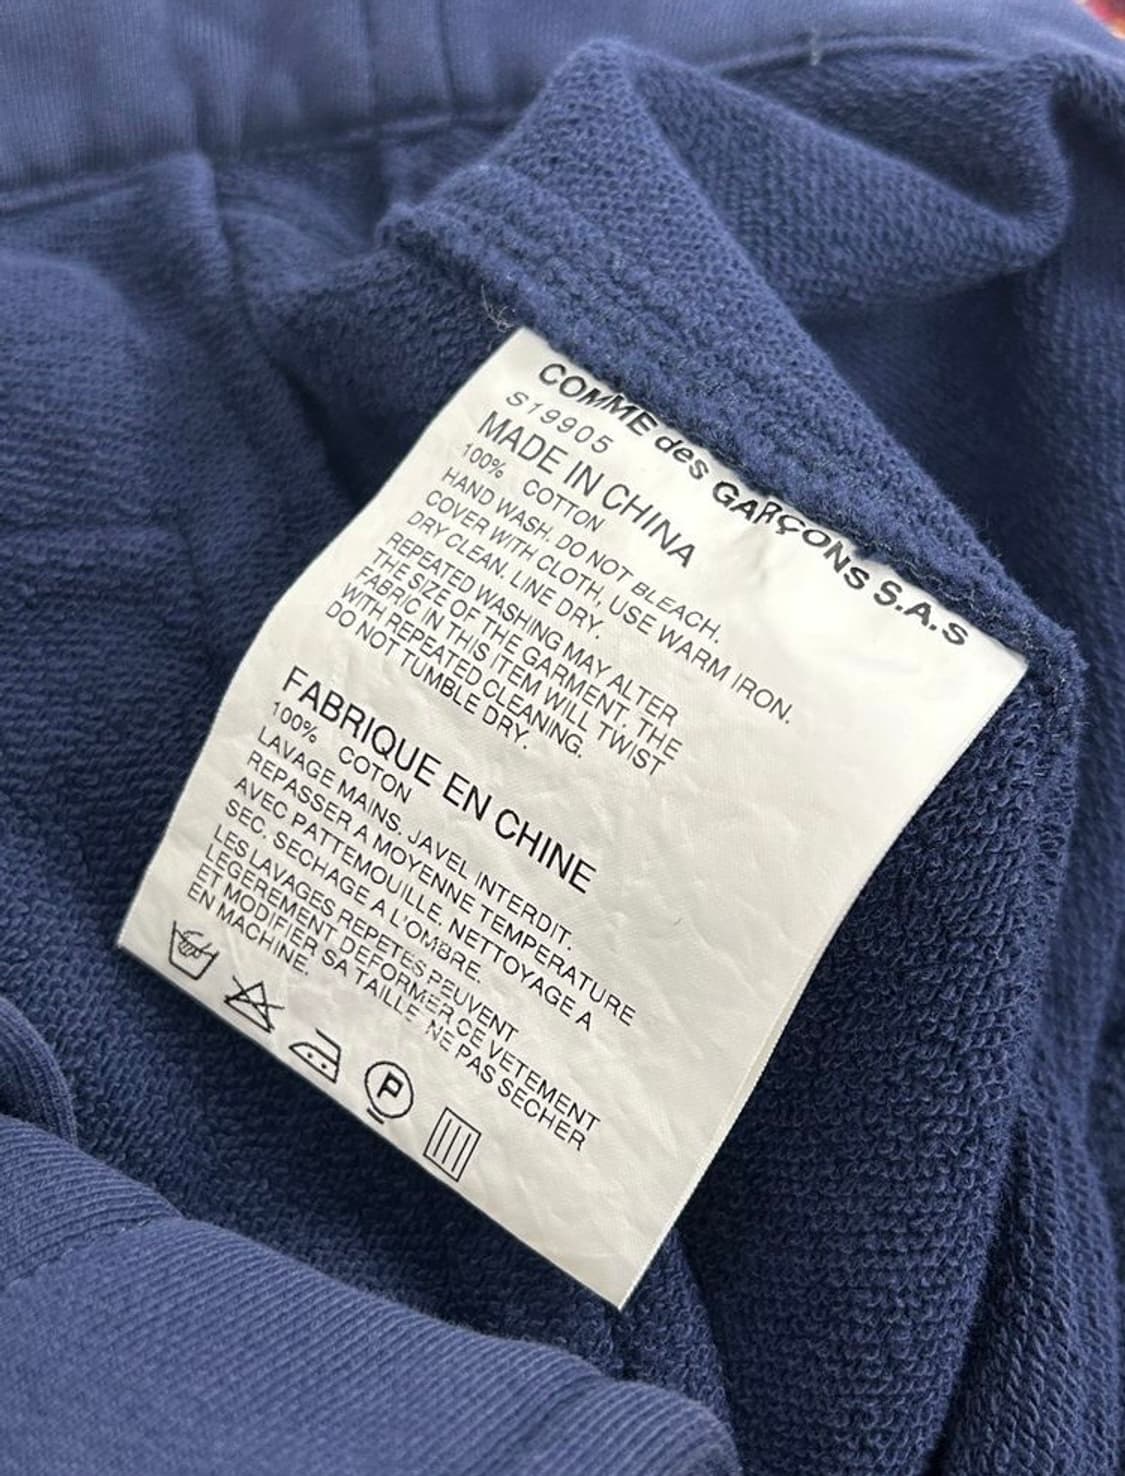 COMME des GARÇONS S.A.S
S19905
MADE IN CHINA
100% COTTON
HAND WASH. DO NOT BLEACH.
COVER WITH CLOTH, USE WARM IRON.
DRY CLEAN. LINE DRY.
REPEATED WASHING MAY ALTER
THE SIZE OF THE GARMENT. THE
FABRIC IN THIS ITEM WILL TWIST
WITH REPEATED CLEANING.
DO NOT TUMBLE DRY.
FABRIQUE EN CHINE
100% COTON
LAVAGE MAINS. JAVEL INTERDIT.
REPASSER A MOYENNE TEMPERATURE
AVEC PATTEMOUILLE. NETTOYAGE A
SEC. SECHAGE A L'OMBRE.
LES LAVAGES REPETES PEUVENT
LEGEREMENT DEFORMER CE VETEMENT
ET MODIFIER SA TAILLE. NE PAS SECHER
EN MACHINE.
P